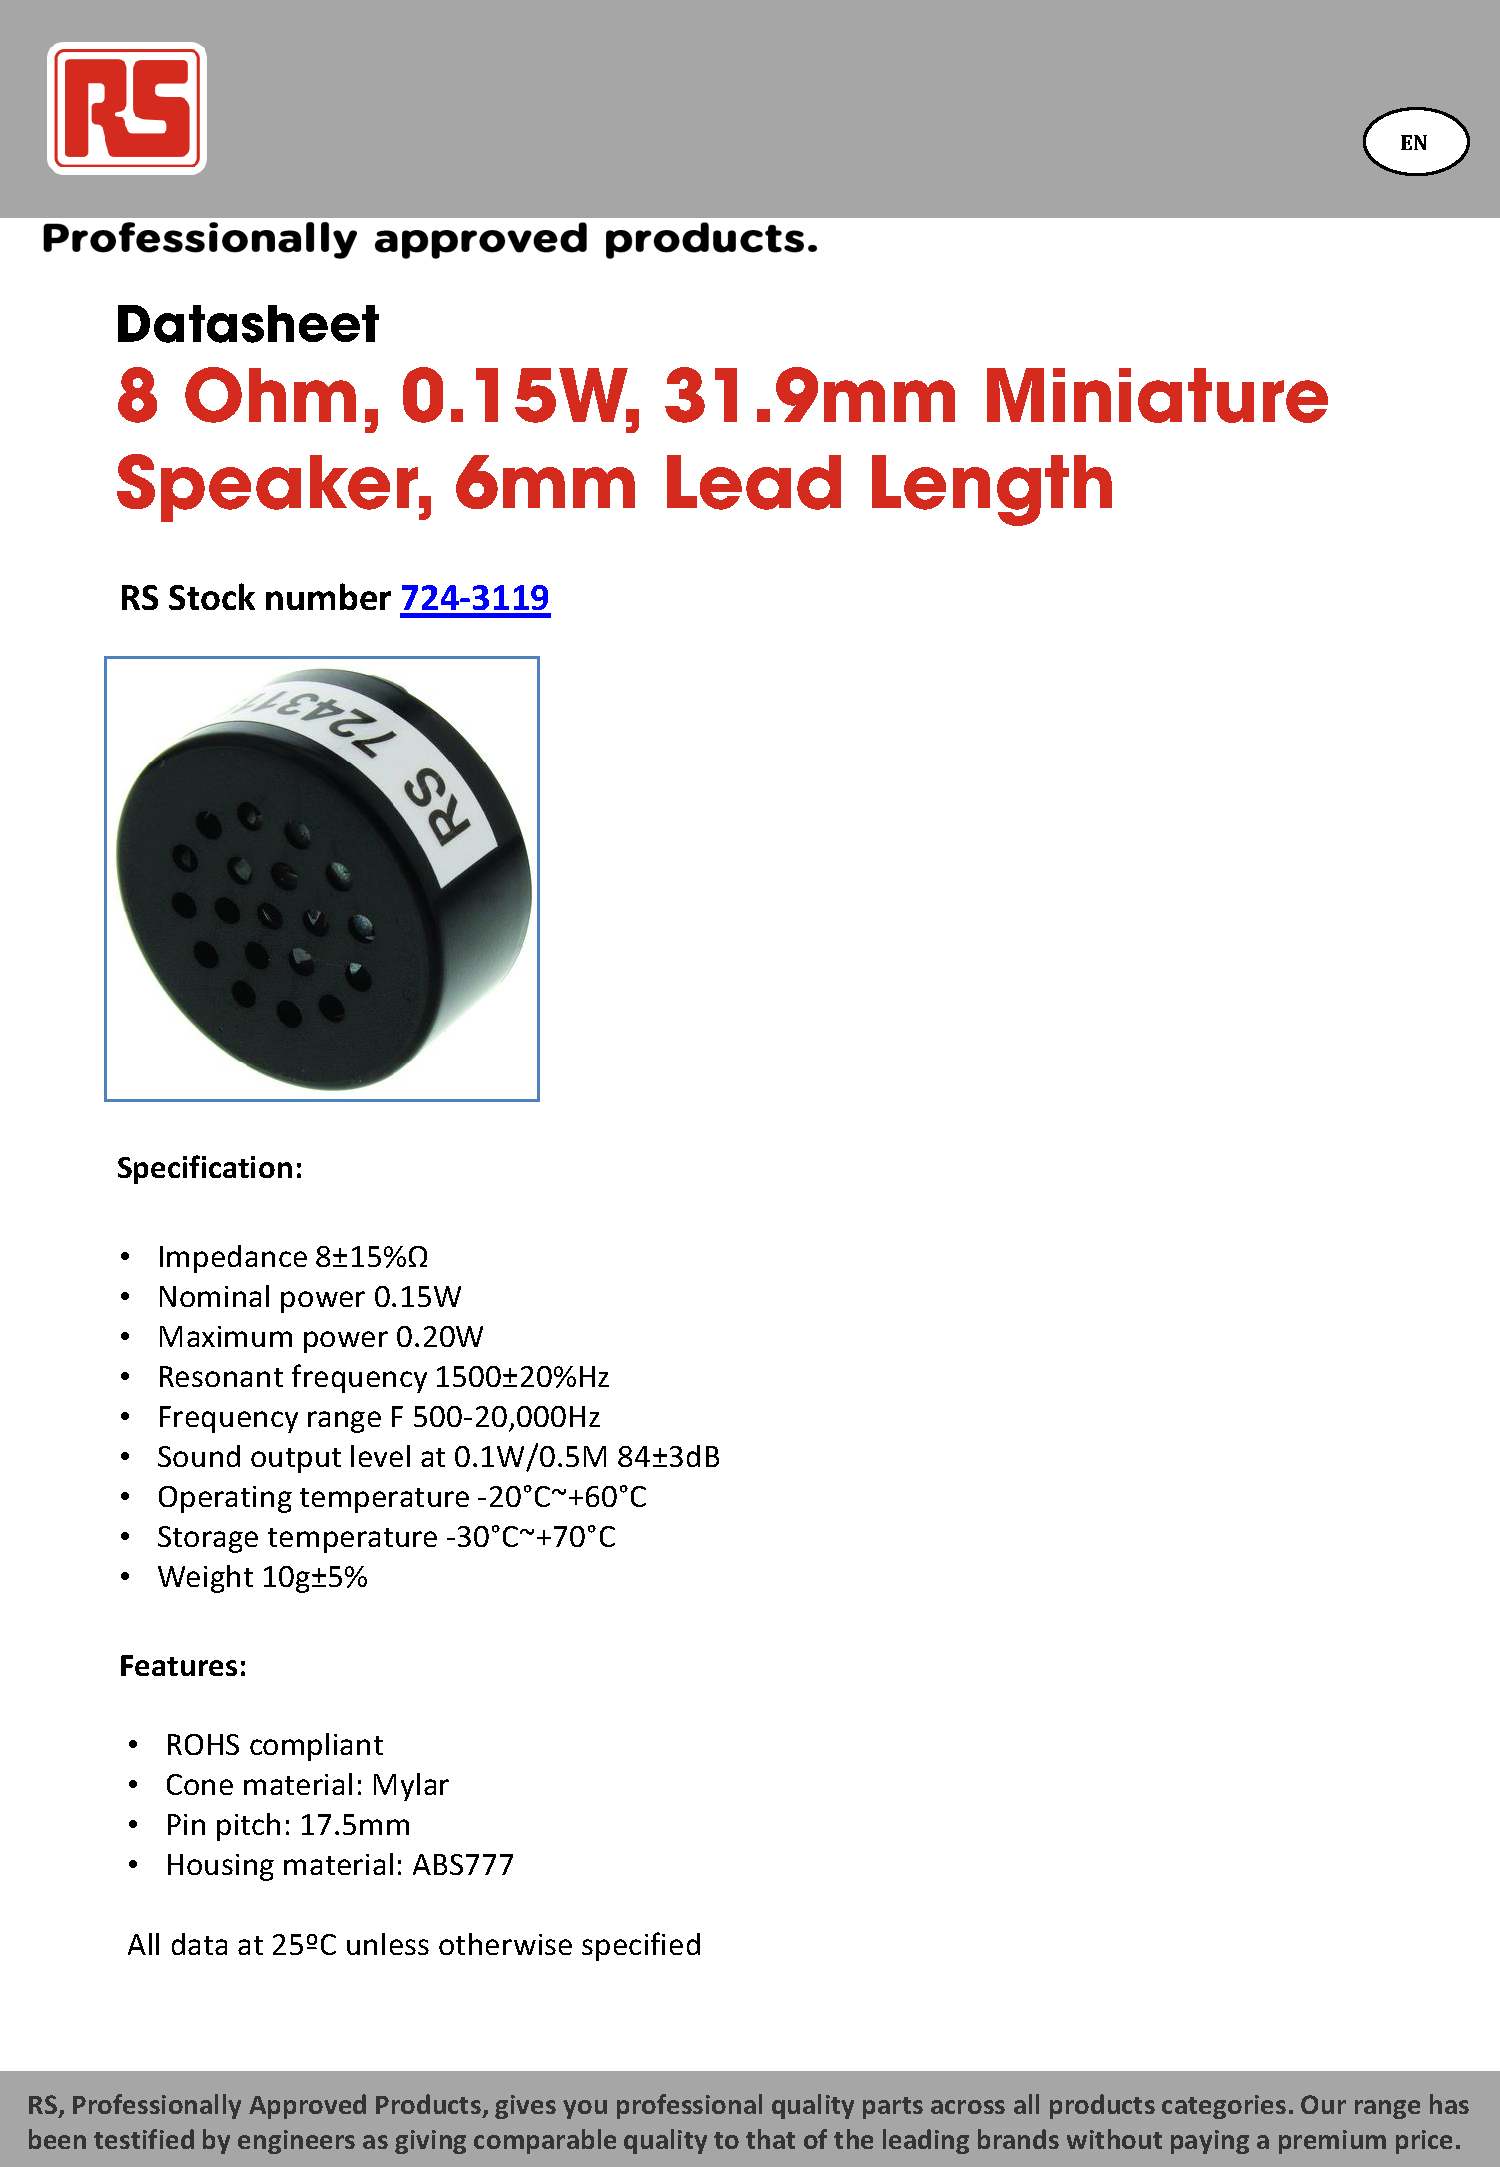 RS
EN
Professionally approved products.
Datasheet
8 Ohm, 0.15W, 31.9mm Miniature
Speaker, 6mm Lead Length
RS Stock number 724-3119
RS 72431
Specification:
• Impedance 8±15%Ω
• Nominal power 0.15W
• Maximum power 0.20W
• Resonant frequency 1500±20%Hz
• Frequency range F 500-20,000Hz
• Sound output level at 0.1W/0.5M 84±3dB
• Operating temperature -20°C~+60°C
• Storage temperature -30°C~+70°C
• Weight 10g±5%
Features:
• ROHS compliant
• Cone material: Mylar
• Pin pitch: 17.5mm
• Housing material: ABS777
All data at 25ºC unless otherwise specified
RS, Professionally Approved Products, gives you professional quality parts across all products categories. Our range has
been testified by engineers as giving comparable quality to that of the leading brands without paying a premium price.